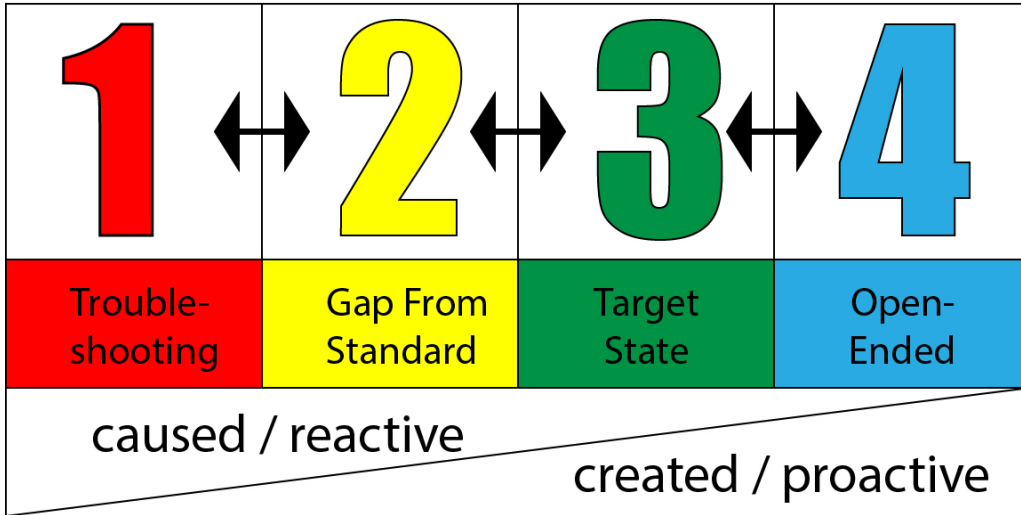 1 2 3 4
Trouble-
shooting
Gap From
Standard
Target
State
Open-
Ended
caused / reactive
created / proactive